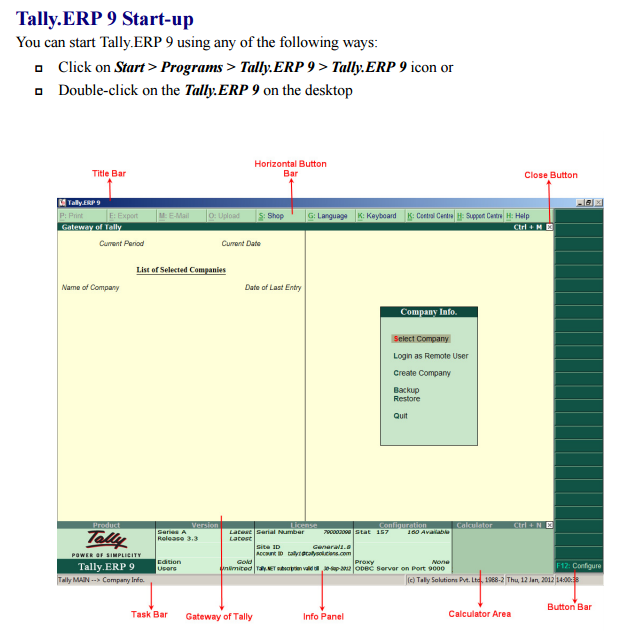 Tally.ERP 9 Start-up
You can start Tally.ERP 9 using any of the following ways:
Click on Start > Programs > Tally.ERP 9 > Tally.ERP 9 icon or
Double-click on the Tally.ERP 9 on the desktop
Title Bar
Horizontal Button
Bar
Close Button
Tally.ERP 9
P: Print E: Export M: E-Mail O: Upload S: Shop G: Language K: Keyboard K: Control Centre H: Support Centre H: Help
Gateway of Tally Ctrl + M
Current Period Current Date
List of Selected Companies
Name of Company Date of Last Entry
Company Info.
Select Company
Login as Remote User
Create Company
Backup
Restore
Quit
Product Version License Configuration Calculator Ctrl + N
Tally
POWER OF SIMPLICITY
Tally.ERP 9
Series A Latest
Release 3.3 Latest
Edition Gold
Users Unlimited
Serial Number
Site ID
Account ID
Stat 157 160 Available
Proxy None
ODBC Server on Port 9000
F12: Configure
Tally MAIN --> Company Info. (c) Tally Solutions Pvt. Ltd., 1988-2 Thu, 12 Jan, 2012
Task Bar
Gateway of Tally
Info Panel
Calculator Area
Button Bar